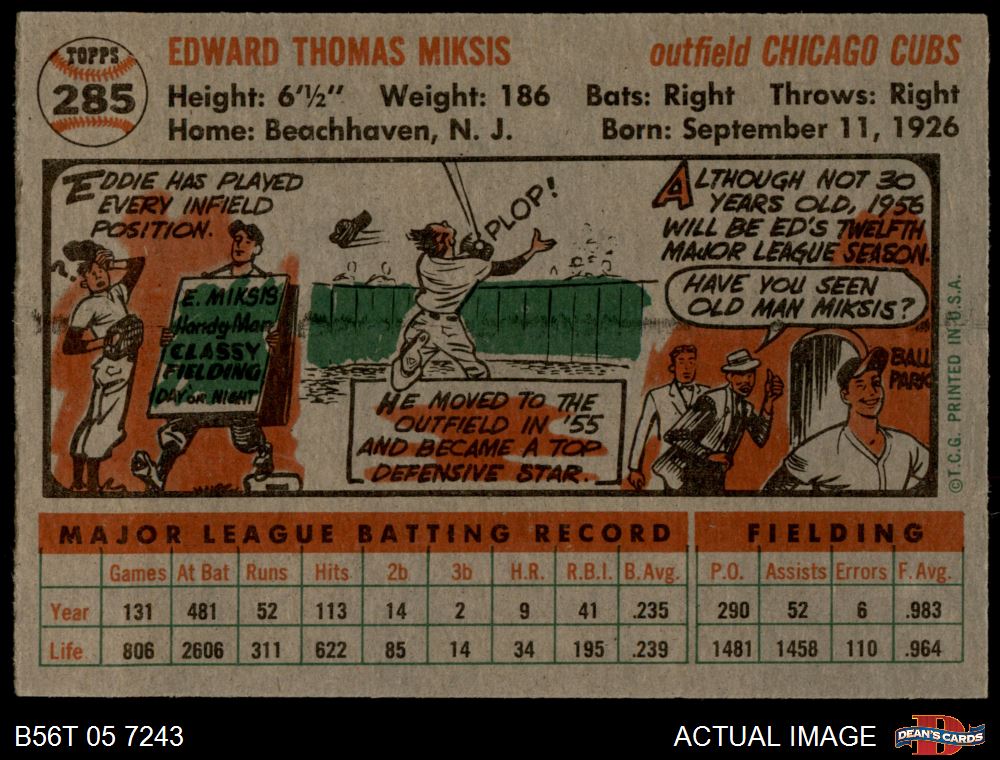 TOPPS
285
EDWARD THOMAS MIKSIS
outfield CHICAGO CUBS
Height: 6'½" Weight: 186 Bats: Right Throws: Right
Home: Beachhaven, N. J. Born: September 11, 1926
EDDIE HAS PLAYED
EVERY INFIELD
POSITION.
?
E. MIKSIS
Handy Man
CLASSY
FIELDING
DAY OR NIGHT
PLOP!
HE MOVED TO THE
OUTFIELD IN '55
AND BECAME A TOP
DEFENSIVE STAR.
ALTHOUGH NOT 30
YEARS OLD, 1956
WILL BE ED'S TWELFTH
MAJOR LEAGUE SEASON.
HAVE YOU SEEN
OLD MAN MIKSIS?
BALL
PARK
© T.C.G. PRINTED IN U.S.A.
MAJOR LEAGUE BATTING RECORD FIELDING
Games At Bat Runs Hits 2b 3b H.R. R.B.I. B.Avg. P.O. Assists Errors F. Avg.
Year 131 481 52 113 14 2 9 41 .235 290 52 6 .983
Life 806 2606 311 622 85 14 34 195 .239 1481 1458 110 .964
B56T 05 7243 ACTUAL IMAGE
DEAN'S CARDS